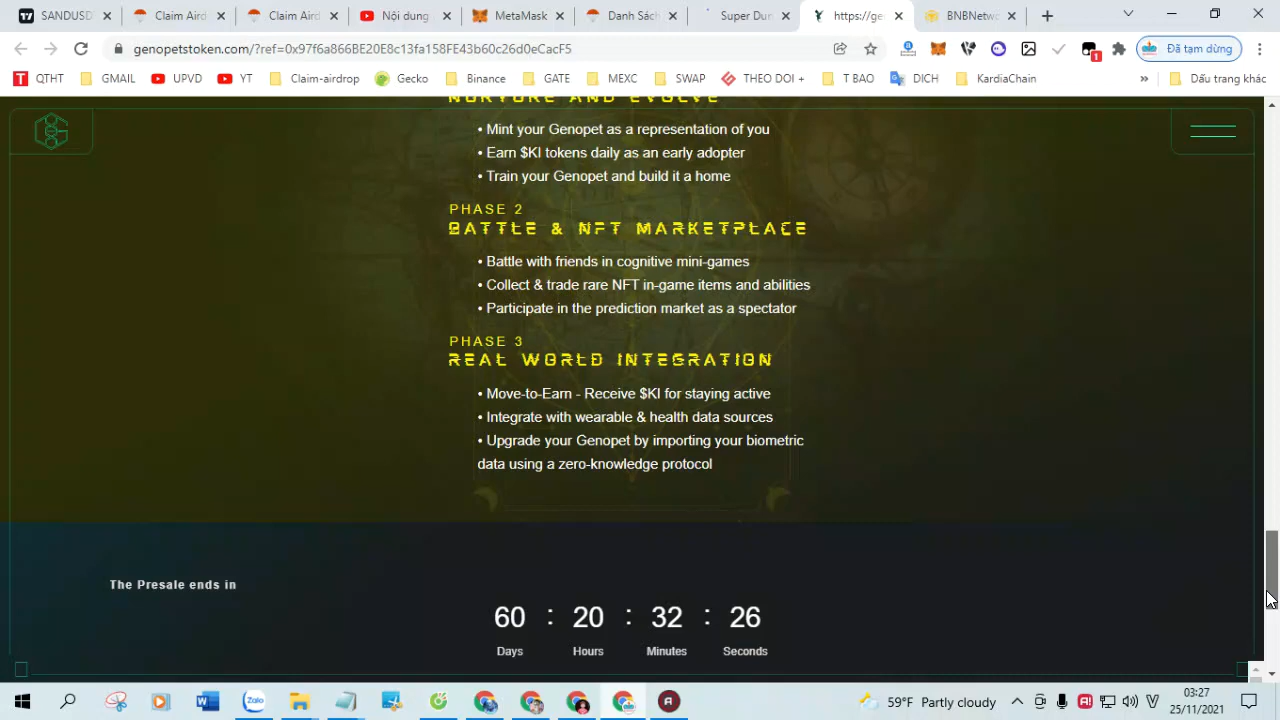 SANDUSD
Claim Aird
Claim Aird
Nội dung
MetaMask
Danh Sách
Super Dun
https://ge
BNBNetwo
genopetstoken.com/?ref=0x97f6a866BE20E8c13fa158FE43b60c26d0eCacF5
Đã tạm dừng
QTHT
GMAIL
UPVD
YT
Claim-airdrop
Gecko
Binance
GATE
MEXC
SWAP
THEO DOI +
T BAO
DICH
KardiaChain
»
Dấu trang khác
NURTURE AND EVOLVE
• Mint your Genopet as a representation of you
• Earn $KI tokens daily as an early adopter
• Train your Genopet and build it a home
PHASE 2
BATTLE & NFT MARKETPLACE
• Battle with friends in cognitive mini-games
• Collect & trade rare NFT in-game items and abilities
• Participate in the prediction market as a spectator
PHASE 3
REAL WORLD INTEGRATION
• Move-to-Earn - Receive $KI for staying active
• Integrate with wearable & health data sources
• Upgrade your Genopet by importing your biometric
data using a zero-knowledge protocol
The Presale ends in
60 : 20 : 32 : 26
Days Hours Minutes Seconds
Zalo
59°F Partly cloudy
03:27
25/11/2021